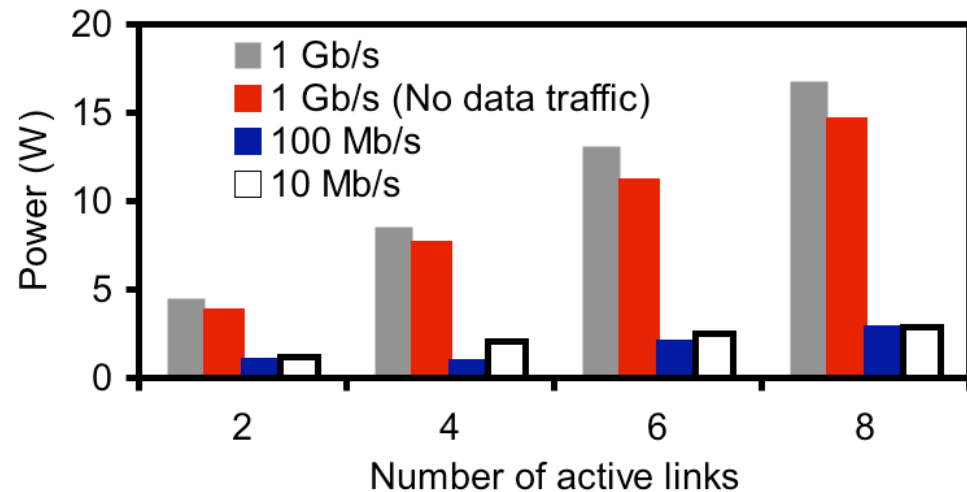 20
15
10
5
0
Power (W)
1 Gb/s
1 Gb/s (No data traffic)
100 Mb/s
10 Mb/s
2 4 6 8
Number of active links